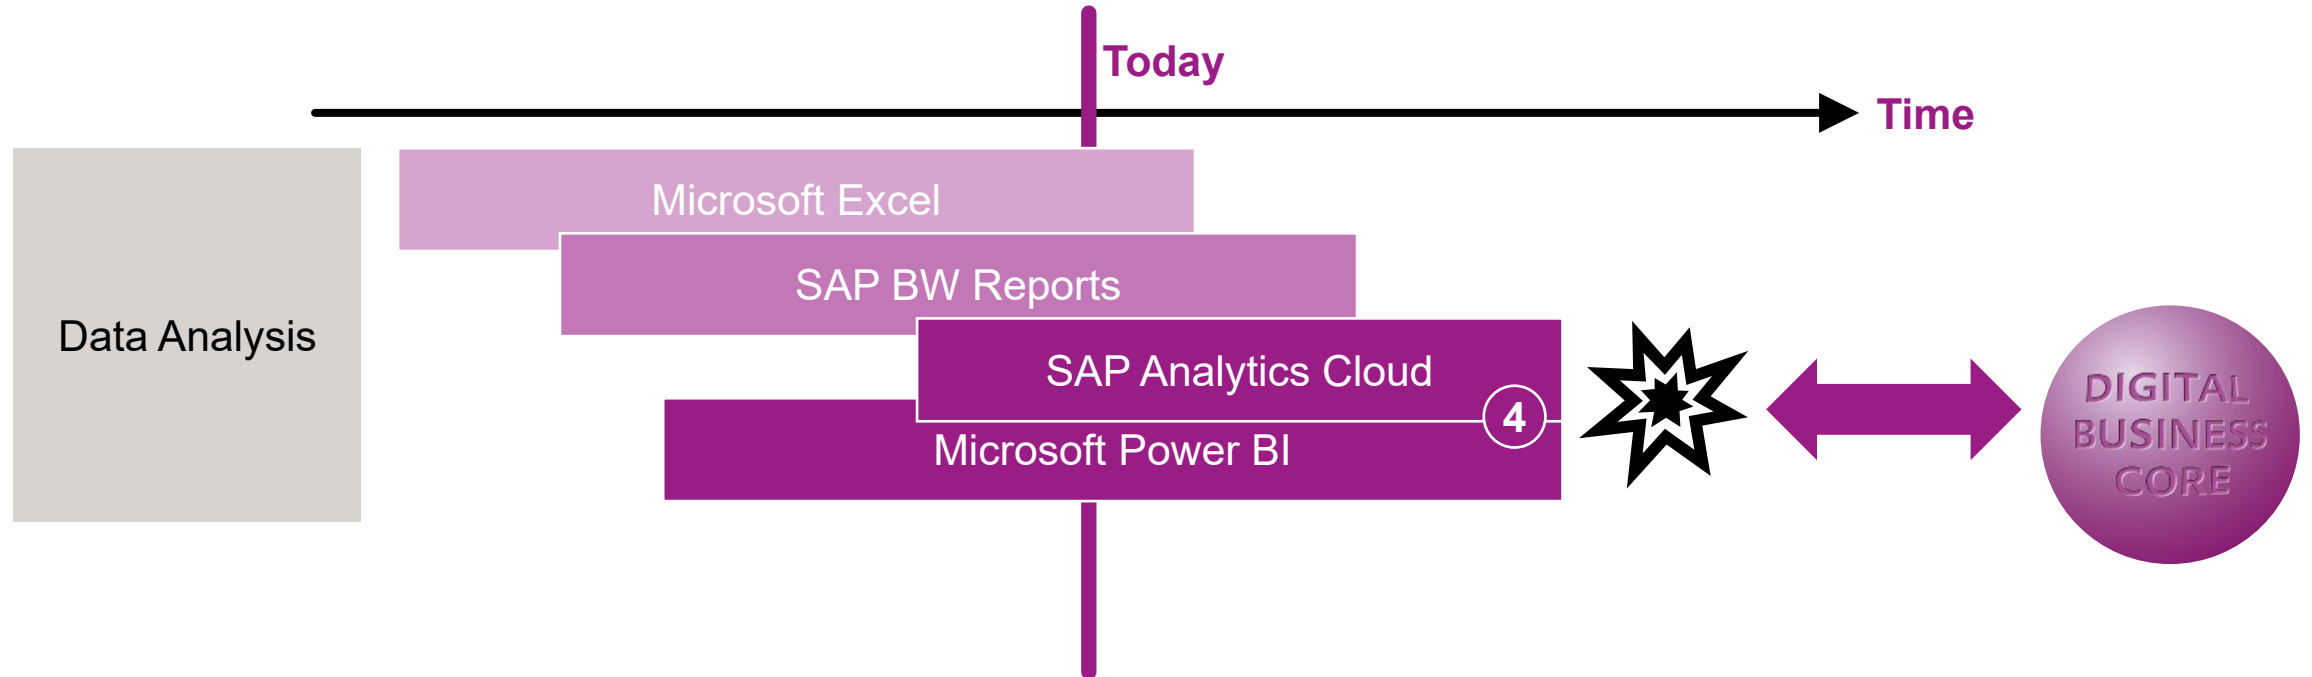 Today
Time
Microsoft Excel
SAP BW Reports
Data Analysis
SAP Analytics Cloud
4
Microsoft Power BI
DIGITAL
BUSINESS
CORE